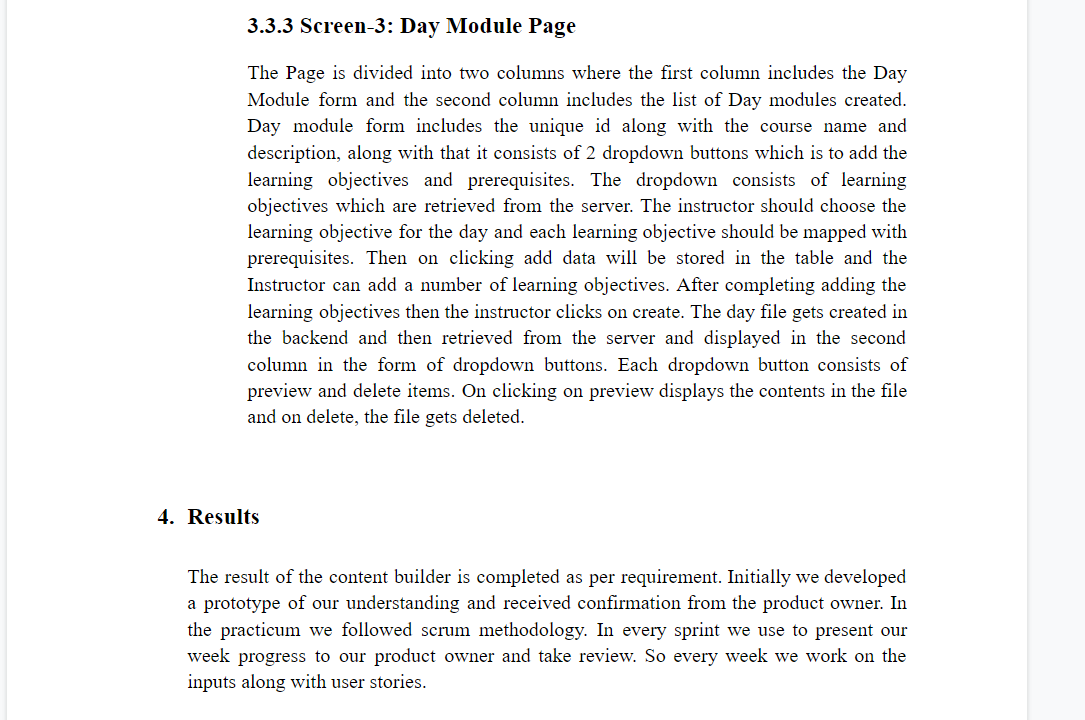 3.3.3 Screen-3: Day Module Page
The Page is divided into two columns where the first column includes the Day
Module form and the second column includes the list of Day modules created.
Day module form includes the unique id along with the course name and
description, along with that it consists of 2 dropdown buttons which is to add the
learning objectives and prerequisites. The dropdown consists of learning
objectives which are retrieved from the server. The instructor should choose the
learning objective for the day and each learning objective should be mapped with
prerequisites. Then on clicking add data will be stored in the table and the
Instructor can add a number of learning objectives. After completing adding the
learning objectives then the instructor clicks on create. The day file gets created in
the backend and then retrieved from the server and displayed in the second
column in the form of dropdown buttons. Each dropdown button consists of
preview and delete items. On clicking on preview displays the contents in the file
and on delete, the file gets deleted.
4. Results
The result of the content builder is completed as per requirement. Initially we developed
a prototype of our understanding and received confirmation from the product owner. In
the practicum we followed scrum methodology. In every sprint we use to present our
week progress to our product owner and take review. So every week we work on the
inputs along with user stories.